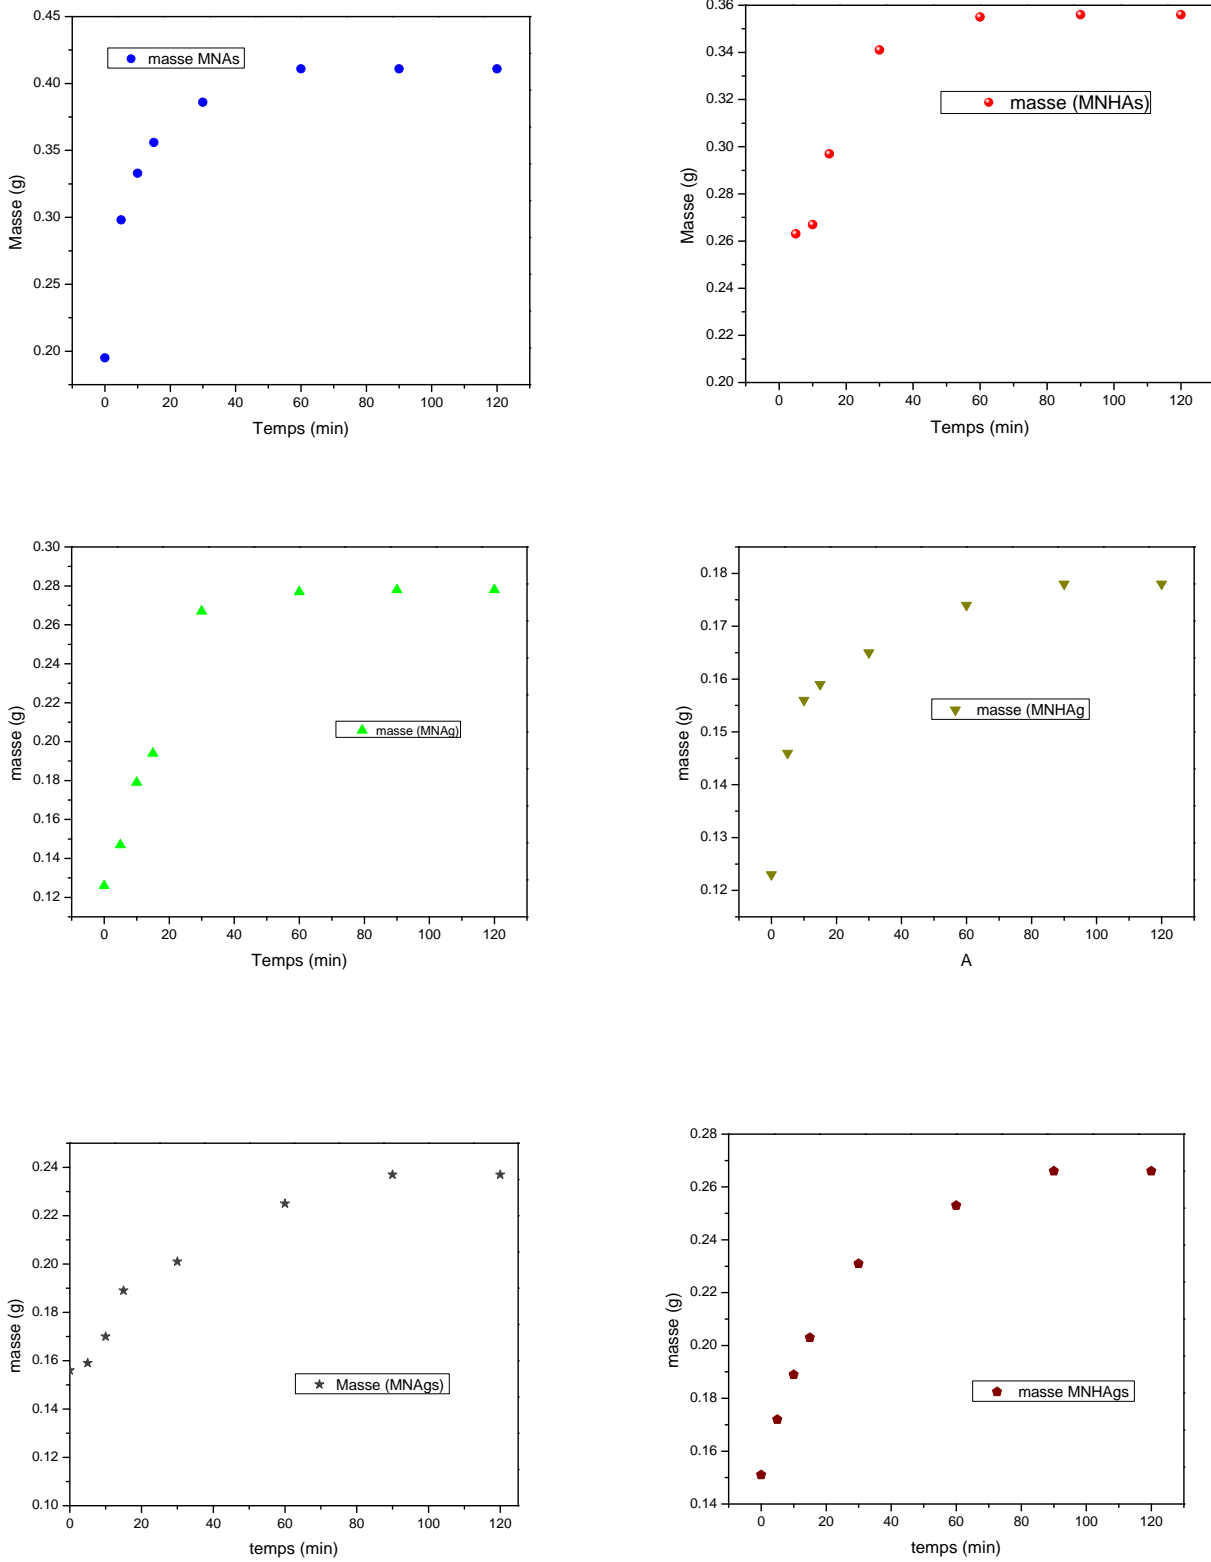 0.45
0.40
0.35
0.30
0.25
0.20
Masse (g)
masse MNAs
0 20 40 60 80 100 120
Temps (min)
0.36
0.34
0.32
0.30
0.28
0.26
0.24
0.22
0.20
Masse (g)
masse (MNHAs)
0 20 40 60 80 100 120
Temps (min)
0.30
0.28
0.26
0.24
0.22
0.20
0.18
0.16
0.14
0.12
masse (g)
masse (MNAg)
0 20 40 60 80 100 120
Temps (min)
0.18
0.17
0.16
0.15
0.14
0.13
0.12
masse (g)
masse (MNHAg
0 20 40 60 80 100 120
A
0.24
0.22
0.20
0.18
0.16
0.14
0.12
0.10
masse (g)
Masse (MNAgs)
0 20 40 60 80 100 120
temps (min)
0.28
0.26
0.24
0.22
0.20
0.18
0.16
0.14
masse (g)
masse MNHAgs
0 20 40 60 80 100 120
temps (min)